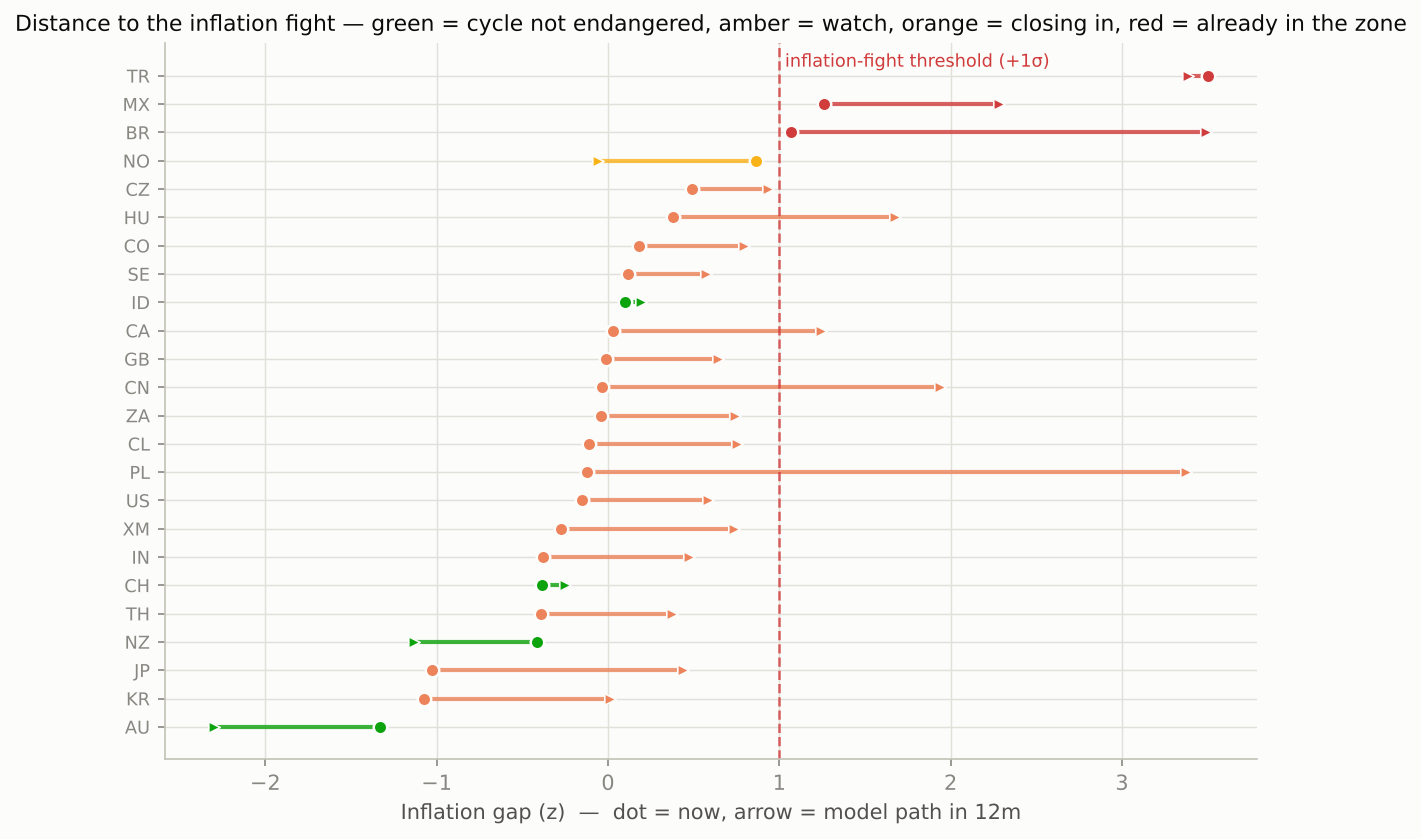 Distance to the inflation fight — green = cycle not endangered, amber = watch, orange = closing in, red = already in the zone
inflation-fight threshold (+1σ)
TR
MX
BR
NO
CZ
HU
CO
SE
ID
CA
GB
CN
ZA
CL
PL
US
XM
IN
CH
TH
NZ
JP
KR
AU
−2 −1 0 1 2 3
Inflation gap (z) — dot = now, arrow = model path in 12m